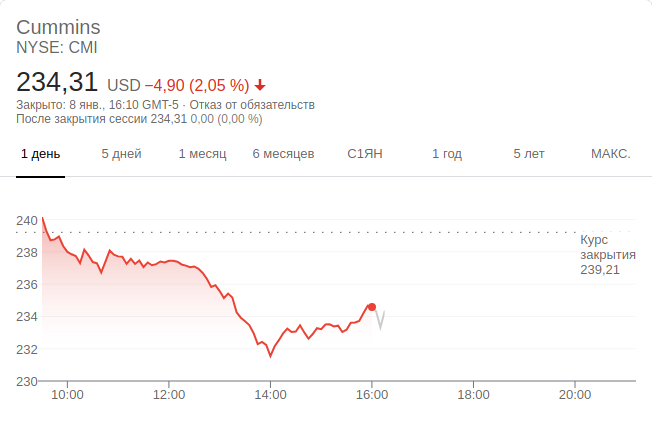 Cummins
NYSE: CMI
234,31 USD −4,90 (2,05 %)
Закрыто: 8 янв., 16:10 GMT-5 · Отказ от обязательств
После закрытия сессии 234,31 0,00 (0,00 %)
1 день 5 дней 1 месяц 6 месяцев С1ЯН 1 год 5 лет МАКС.
240
238
236
234
232
230
Курс
закрытия
239,21
10:00 12:00 14:00 16:00 18:00 20:00